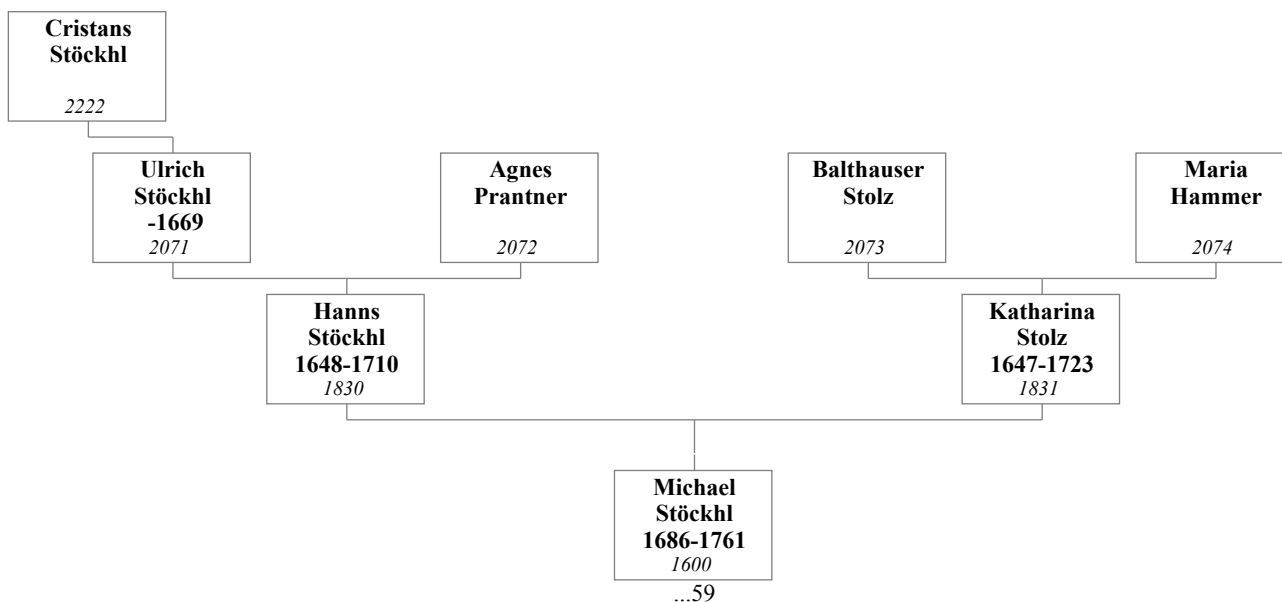 Cristans
Stöckhl
2222
Ulrich
Stöckhl
-1669
2071
Agnes
Prantner
2072
Balthauser
Stolz
2073
Maria
Hammer
2074
Hanns
Stöckhl
1648-1710
1830
Katharina
Stolz
1647-1723
1831
Michael
Stöckhl
1686-1761
1600
...59